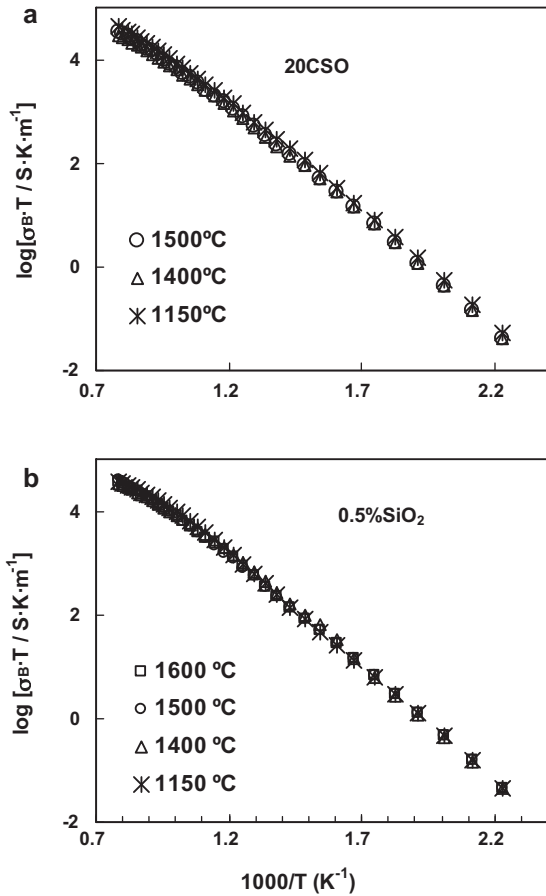 a
20CSO
log[σB·T / S·K·m-1]
4
2
0
-2
1500ºC
1400ºC
1150ºC
0.7
1.2
1.7
2.2
b
0.5%SiO₂
log [σB·T / S·K·m-1]
4
2
0
-2
1600 ºC
1500 ºC
1400 ºC
1150 ºC
0.7
1.2
1.7
2.2
1000/T (K-1)